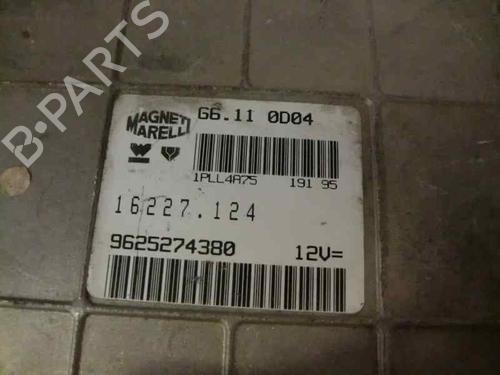 B-PARTS
MAGNETI MARELLI
G6.11 0D04
1PLL4A75 191 95
16227.124
9625274380 12V=